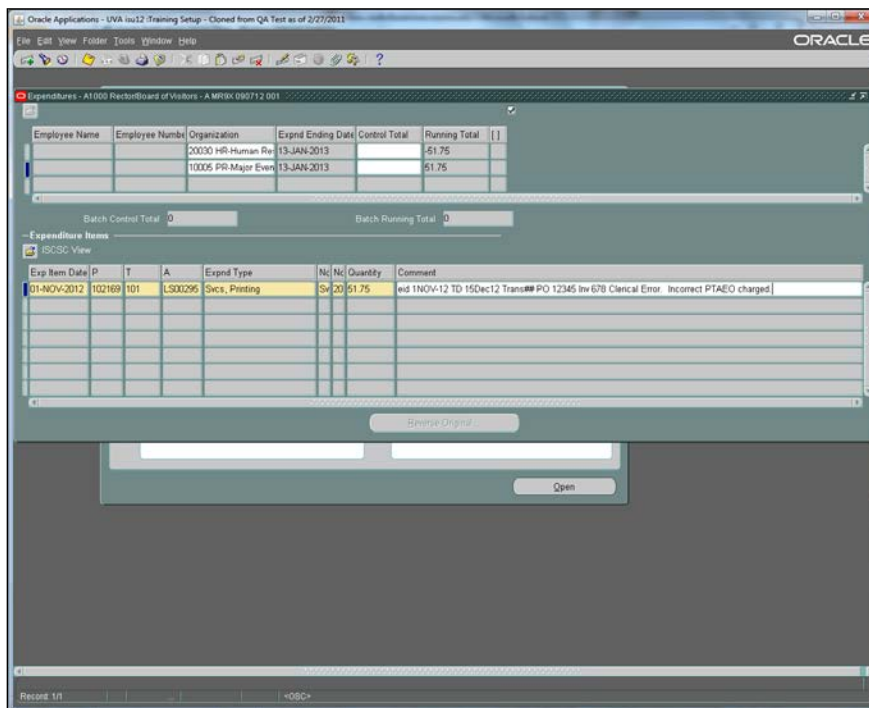 Oracle Applications - UVA isu12 :Training Setup - Cloned from QA Test as of 2/27/2011
File Edit View Folder Tools Window Help
ORACLE
Expenditures - A1000 Rector/Board of Visitors - A MR9X 090712 001
Employee Name Employee Numbe Organization Expnd Ending Date Control Total Running Total [ ]
20030 HR-Human Re 13-JAN-2013 -51.75
10005 PR-Major Even 13-JAN-2013 51.75
Batch Control Total 0 Batch Running Total 0
Expenditure Items
ISCSC View
Exp Item Date P T A Expnd Type Nc Nc Quantity Comment
01-NOV-2012 102169 101 LS00295 Svcs, Printing Sv 20 51.75 eid 1NOV-12 TD 15Dec12 Trans## PO 12345 Inv 678 Clerical Error. Incorrect PTAEO charged.
Reverse Original
Open
Record: 1/1 <OSC>